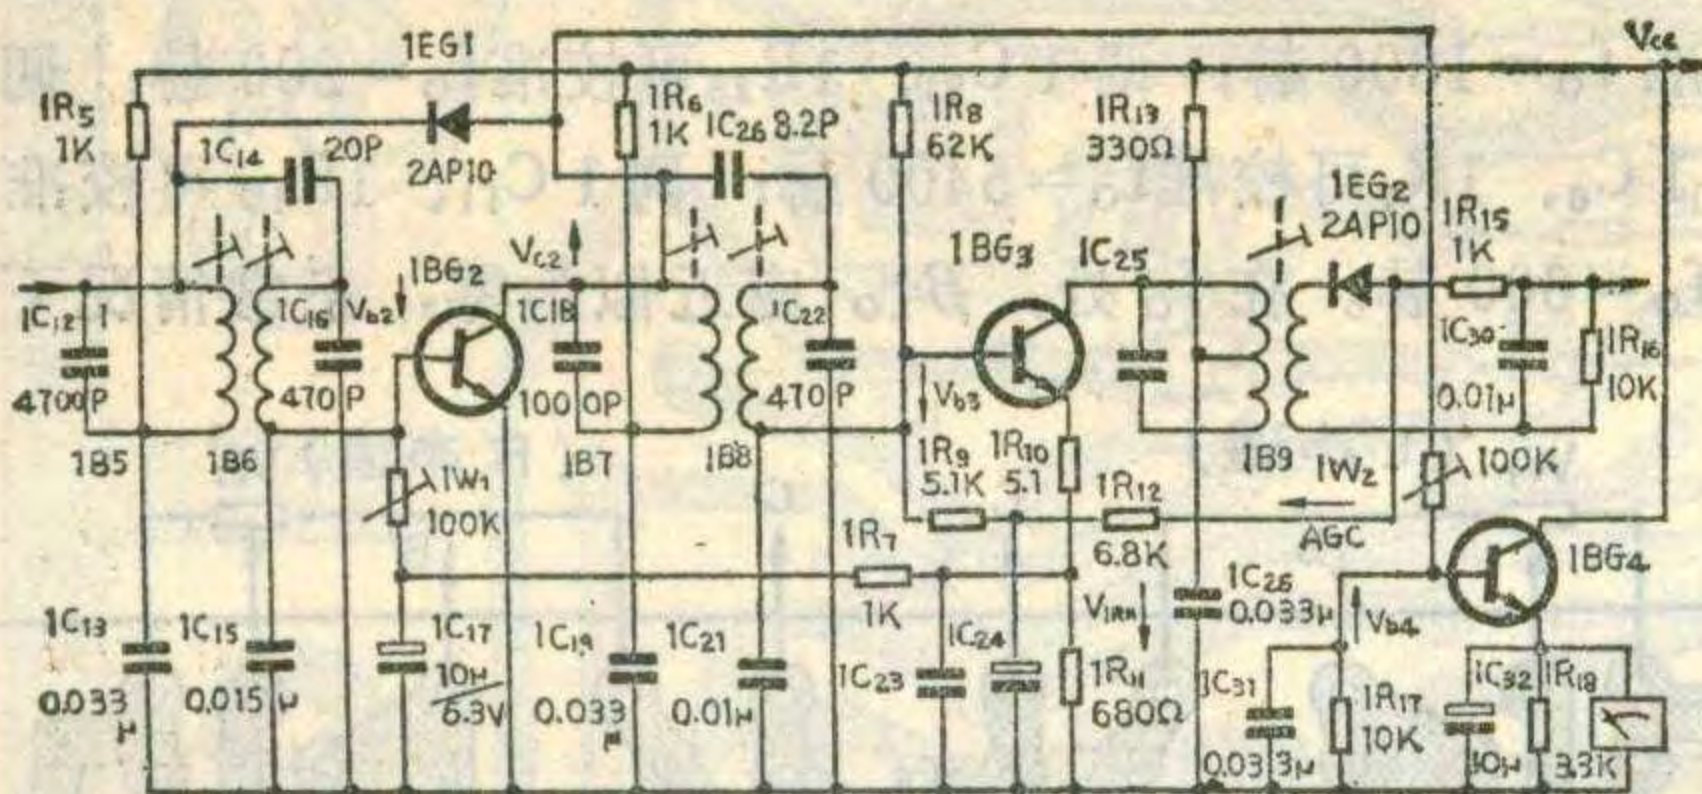 1EG1
Vcc
1R5
1K
1C14
20P
2AP10
1R6
1K
1C26 8.2P
1R8
62K
1R13
330Ω
1EG2
2AP10
1R15
1K
1C12
4700P
1C16
470P
Vb2
1BG2
Vc2
1C18
1000P
1C22
470P
1BG3
1C25
Vb3
1C30
0.01μ
1R16
10K
1B5
1B6
1B7
1B8
1B9
1W1
100K
1R9
5.1K
1R10
5.1
1R12
6.8K
AGC
1W2
100K
1R7
1K
1BG4
1C13
0.033
μ
1C15
0.015μ
1C17
10μ
6.3V
1C19
0.033
μ
1C21
0.01μ
1C23
1C24
V1R11
1R11
680Ω
1C26
0.033μ
Vb4
1C31
0.033μ
1R17
10K
1C32
10μ
1R18
3.3K